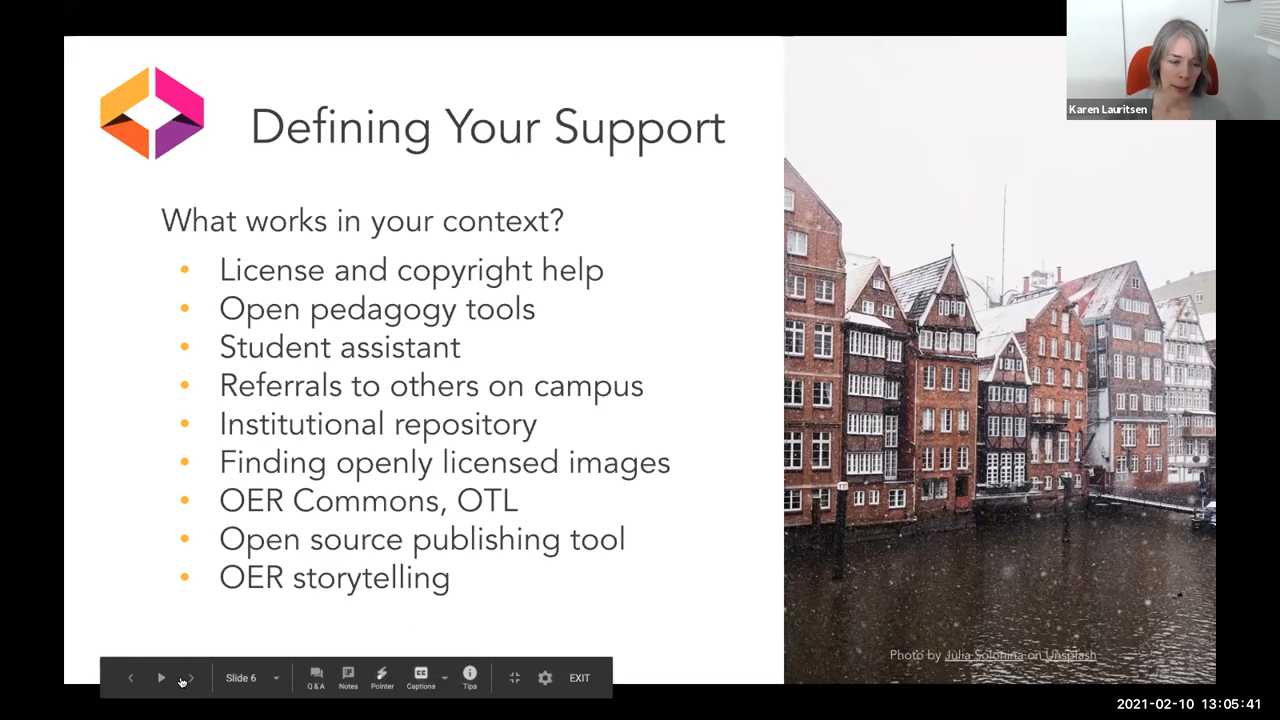 Karen Lauritsen
Defining Your Support
What works in your context?
• License and copyright help
• Open pedagogy tools
• Student assistant
• Referrals to others on campus
• Institutional repository
• Finding openly licensed images
• OER Commons, OTL
• Open source publishing tool
• OER storytelling
Photo by Julia Solonina on Unsplash
Slide 6
Q & A
Notes
Pointer
Captions
Tips
EXIT
2021-02-10 13:05:41